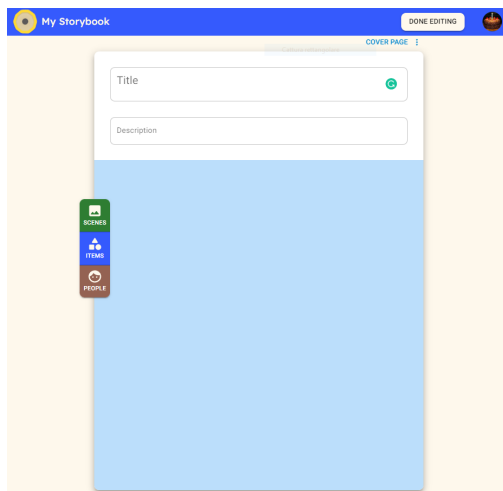 My Storybook
DONE EDITING
COVER PAGE
Title
Description
SCENES
ITEMS
PEOPLE